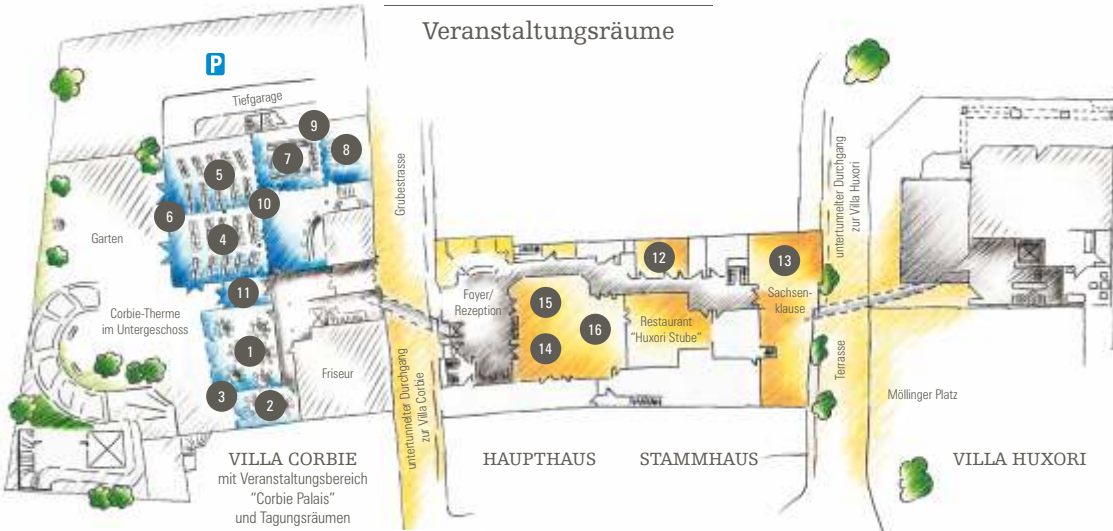 Veranstaltungsräume
P
Tiefgarage
9
8
7
5
10
6
4
Garten
11
Corbie-Therme
im Untergeschoss
1
Friseur
3
2
Grubestrasse
untertunnelter Durchgang
zur Villa Corbie
Foyer/
Rezeption
12
13
15
16
14
Sachsen-
klause
Restaurant
"Huxori Stube"
untertunnelter Durchgang
zur Villa Huxori
Terrasse
Möllinger Platz
VILLA CORBIE
mit Veranstaltungsbereich
"Corbie Palais"
und Tagungsräumen
HAUPTHAUS
STAMMHAUS
VILLA HUXORI